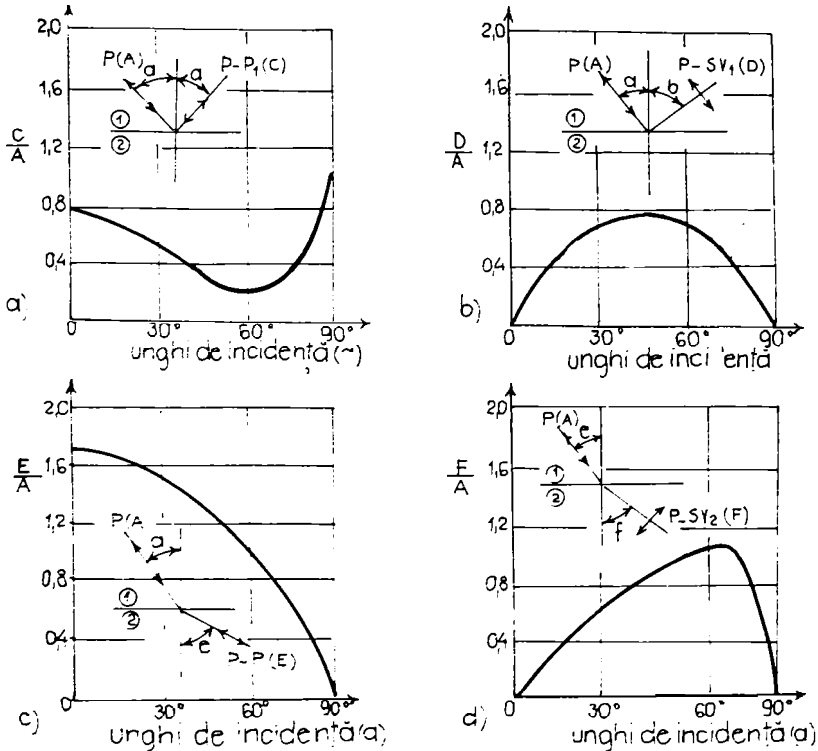 a)
C/A
2,0
1,6
1,2
0,8
0,4
0
30°
60°
90°
P(A)
a
a
P-P₁(C)
①
②
unghi de incidență (~)
b)
D/A
2,0
1,6
1,2
0,8
0,4
0
30°
60°
90°
P(A)
a
b
P-SV₁(D)
①
②
unghi de inci ență
c)
E/A
2,0
1,6
1,2
0,8
0,4
0
30°
60°
90°
P(A
a
①
②
e
P-P(E)
unghi de incidență (a)
d)
F/A
2,0
1,6
1,2
0,8
0,4
0
30°
60°
90°
P(A)
e
①
②
f
P-SV₂(F)
unghi de incidență (a)